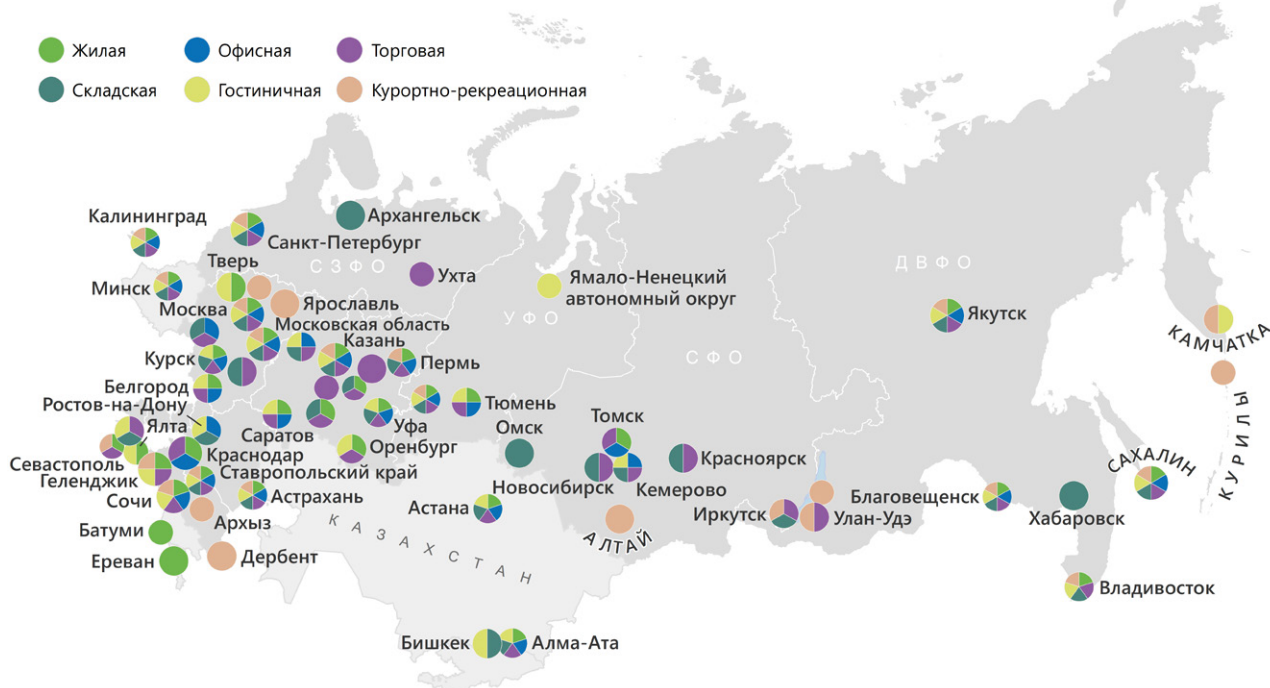 Жилая
Офисная
Торговая
Складская
Гостиничная
Курортно-рекреационная
Калининград
Архангельск
Санкт-Петербург
СЗФО
Тверь
Ухта
Ямало-Ненецкий
автономный округ
ДВФО
Минск
Ярославль
Якутск
Москва
УФО
КАМЧАТКА
Московская область
Казань
СФО
Курск
Пермь
КУРИЛЫ
Белгород
Ростов-на-Дону
Тюмень
Ялта
Саратов
Уфа
Томск
Омск
Краснодар
Оренбург
Красноярск
САХАЛИН
Севастополь
Ставропольский край
Геленджик
Новосибирск
Кемерово
Сочи
Астрахань
Благовещенск
Архыз
Астана
Иркутск
Улан-Удэ
Хабаровск
Батуми
КАЗАХСТАН
АЛТАЙ
Ереван
Дербент
Владивосток
Бишкек
Алма-Ата